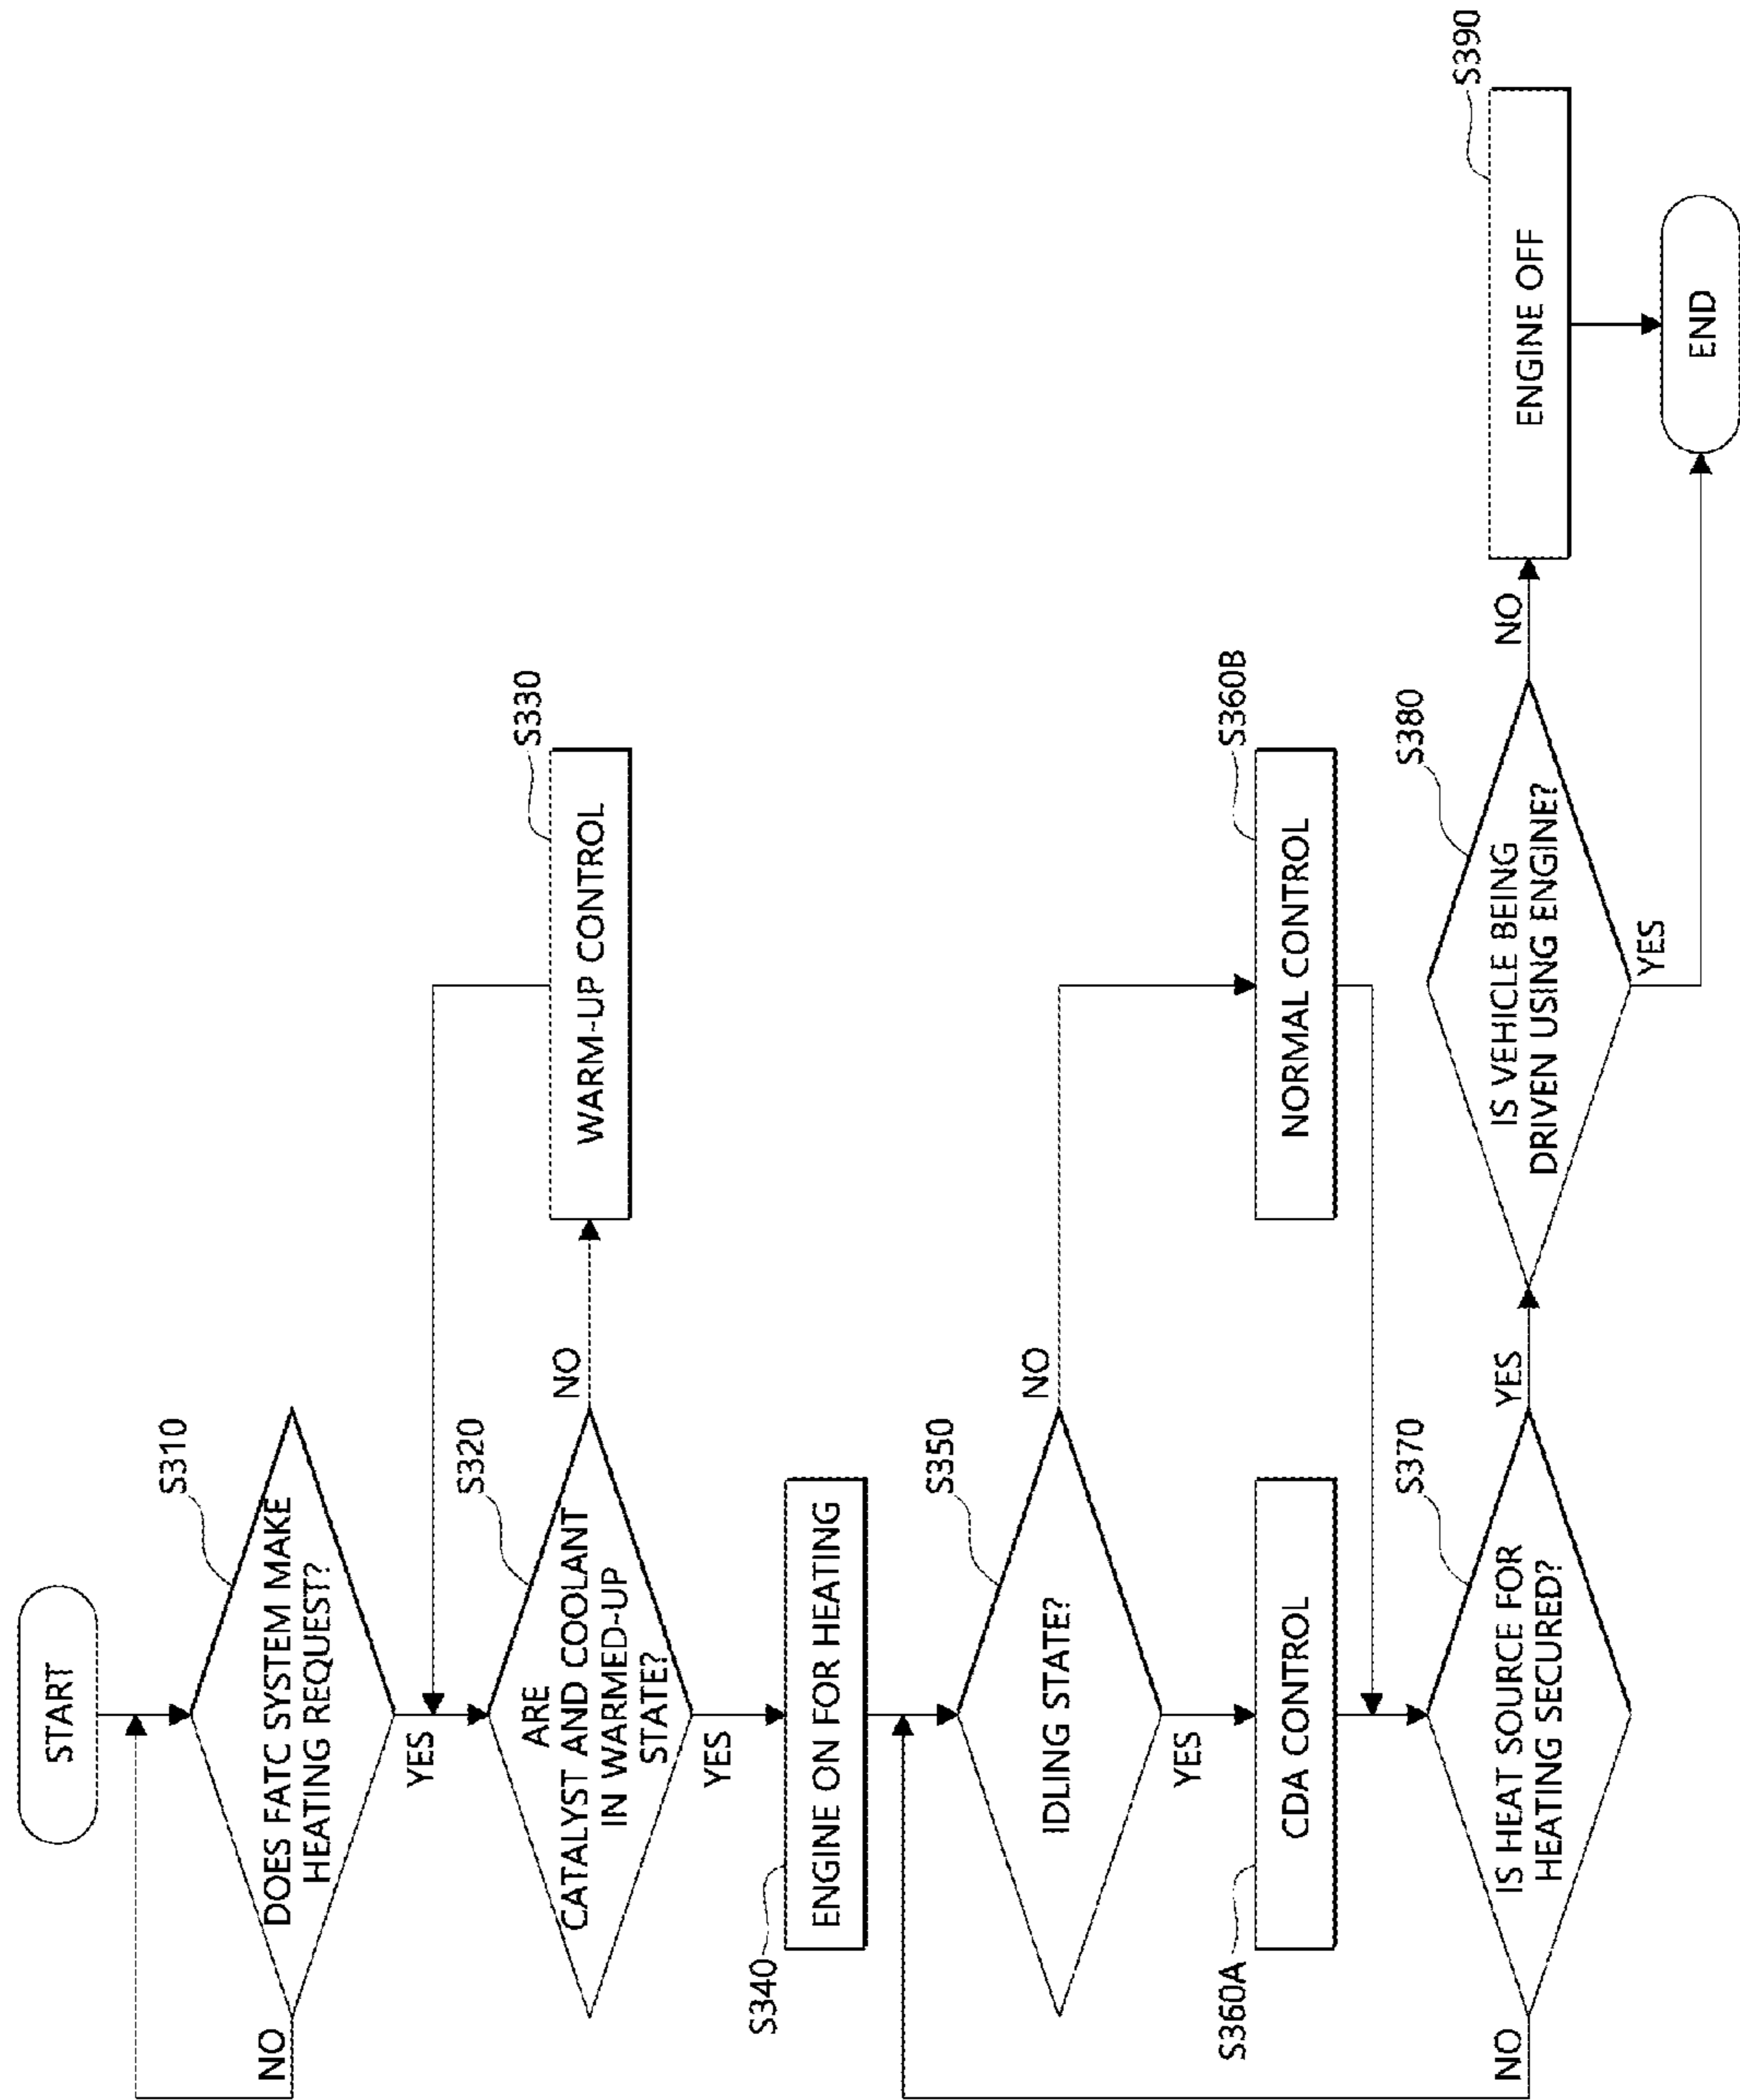 START
S310
DOES FATC SYSTEM MAKE
HEATING REQUEST?
NO
YES
S320
ARE
CATALYST AND COOLANT
IN WARMED-UP
STATE?
NO
S330
WARM-UP CONTROL
YES
S340
ENGINE ON FOR HEATING
S350
IDLING STATE?
NO
YES
S360A
CDA CONTROL
S360B
NORMAL CONTROL
S370
IS HEAT SOURCE FOR
HEATING SECURED?
NO
YES
S380
IS VEHICLE BEING
DRIVEN USING ENGINE?
NO
YES
S390
ENGINE OFF
END